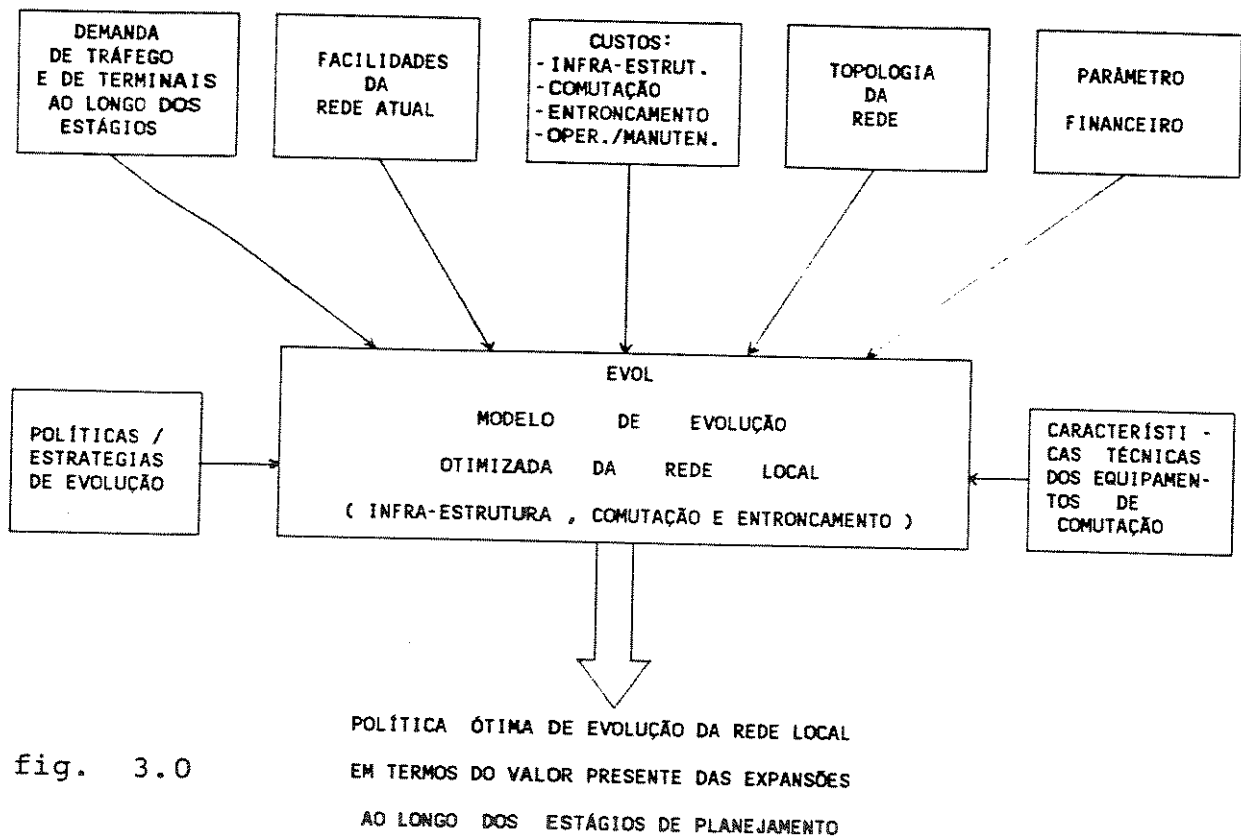 DEMANDA
DE TRÁFEGO
E DE TERMINAIS
AO LONGO DOS
ESTÁGIOS
FACILIDADES
DA
REDE ATUAL
CUSTOS:
- INFRA-ESTRUT.
- COMUTAÇÃO
- ENTRONCAMENTO
- OPER./MANUTEN.
TOPOLOGIA
DA
REDE
PARÂMETRO
FINANCEIRO
POLÍTICAS /
ESTRATEGIAS
DE EVOLUÇÃO
EVOL
MODELO DE EVOLUÇÃO
OTIMIZADA DA REDE LOCAL
( INFRA-ESTRUTURA , COMUTAÇÃO E ENTRONCAMENTO )
CARACTERÍSTI -
CAS TÉCNICAS
DOS EQUIPAMEN-
TOS DE
COMUTAÇÃO
POLÍTICA ÓTIMA DE EVOLUÇÃO DA REDE LOCAL
EM TERMOS DO VALOR PRESENTE DAS EXPANSÕES
AO LONGO DOS ESTÁGIOS DE PLANEJAMENTO
fig. 3.0